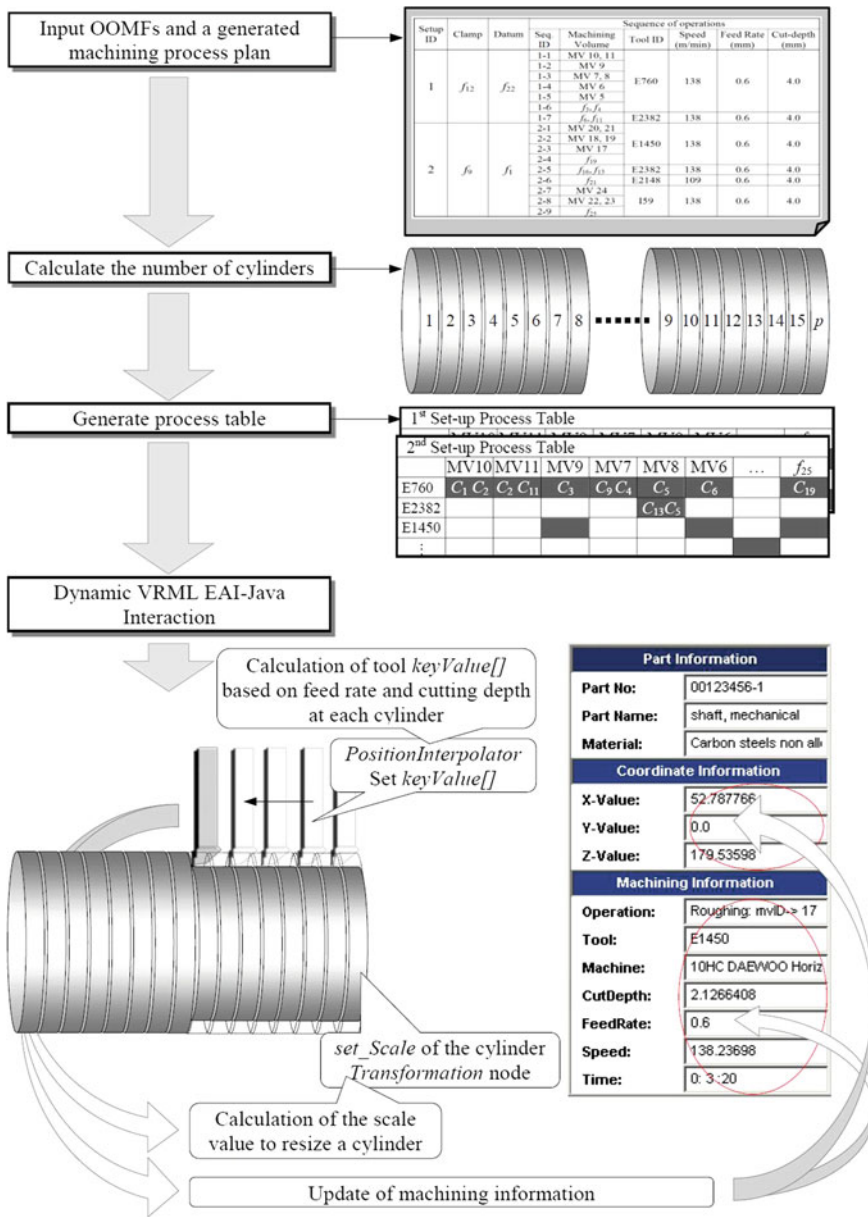 Input OOMFs and a generated
machining process plan
Setup ID Clamp Datum Sequence of operations
Seq. ID Machining Volume Tool ID Speed (m/min) Feed Rate (mm) Cut-depth (mm)
1 f12 f22
1-1 MV 10, 11
1-2 MV 9
1-3 MV 7, 8
1-4 MV 6
1-5 MV 5
1-6
E760 138 0.6 4.0
1-7 E2382 138 0.6 4.0
2 f1
2-1 MV 20, 21
2-2 MV 18, 19
2-3 MV 17
2-4 f19
E1450 138 0.6 4.0
2-5 E2382 138 0.6 4.0
2-6 f21 E2148 109 0.6 4.0
2-7 MV 24
2-8 MV 22, 23
2-9 f25
I59 138 0.6 4.0
Calculate the number of cylinders
1 2 3 4 5 6 7 8 9 10 11 12 13 14 15 p
Generate process table
1st Set-up Process Table
2nd Set-up Process Table
MV10 MV11 MV9 MV7 MV8 MV6 … f25
E760 C1 C2 C2 C11 C3 C9 C4 C5 C6 C19
E2382 C13C5
E1450
⋮
Dynamic VRML EAI-Java
Interaction
Calculation of tool keyValue[]
based on feed rate and cutting depth
at each cylinder
PositionInterpolator
Set keyValue[]
set_Scale of the cylinder
Transformation node
Calculation of the scale
value to resize a cylinder
Update of machining information
Part Information
Part No: 00123456-1
Part Name: shaft, mechanical
Material: Carbon steels non all
Coordinate Information
X-Value: 52.787766
Y-Value: 0.0
Z-Value: 179.53598
Machining Information
Operation: Roughing: mvID-> 17
Tool: E1450
Machine: 10HC DAEWOO Horiz
CutDepth: 2.1266408
FeedRate: 0.6
Speed: 138.23698
Time: 0: 3 :20